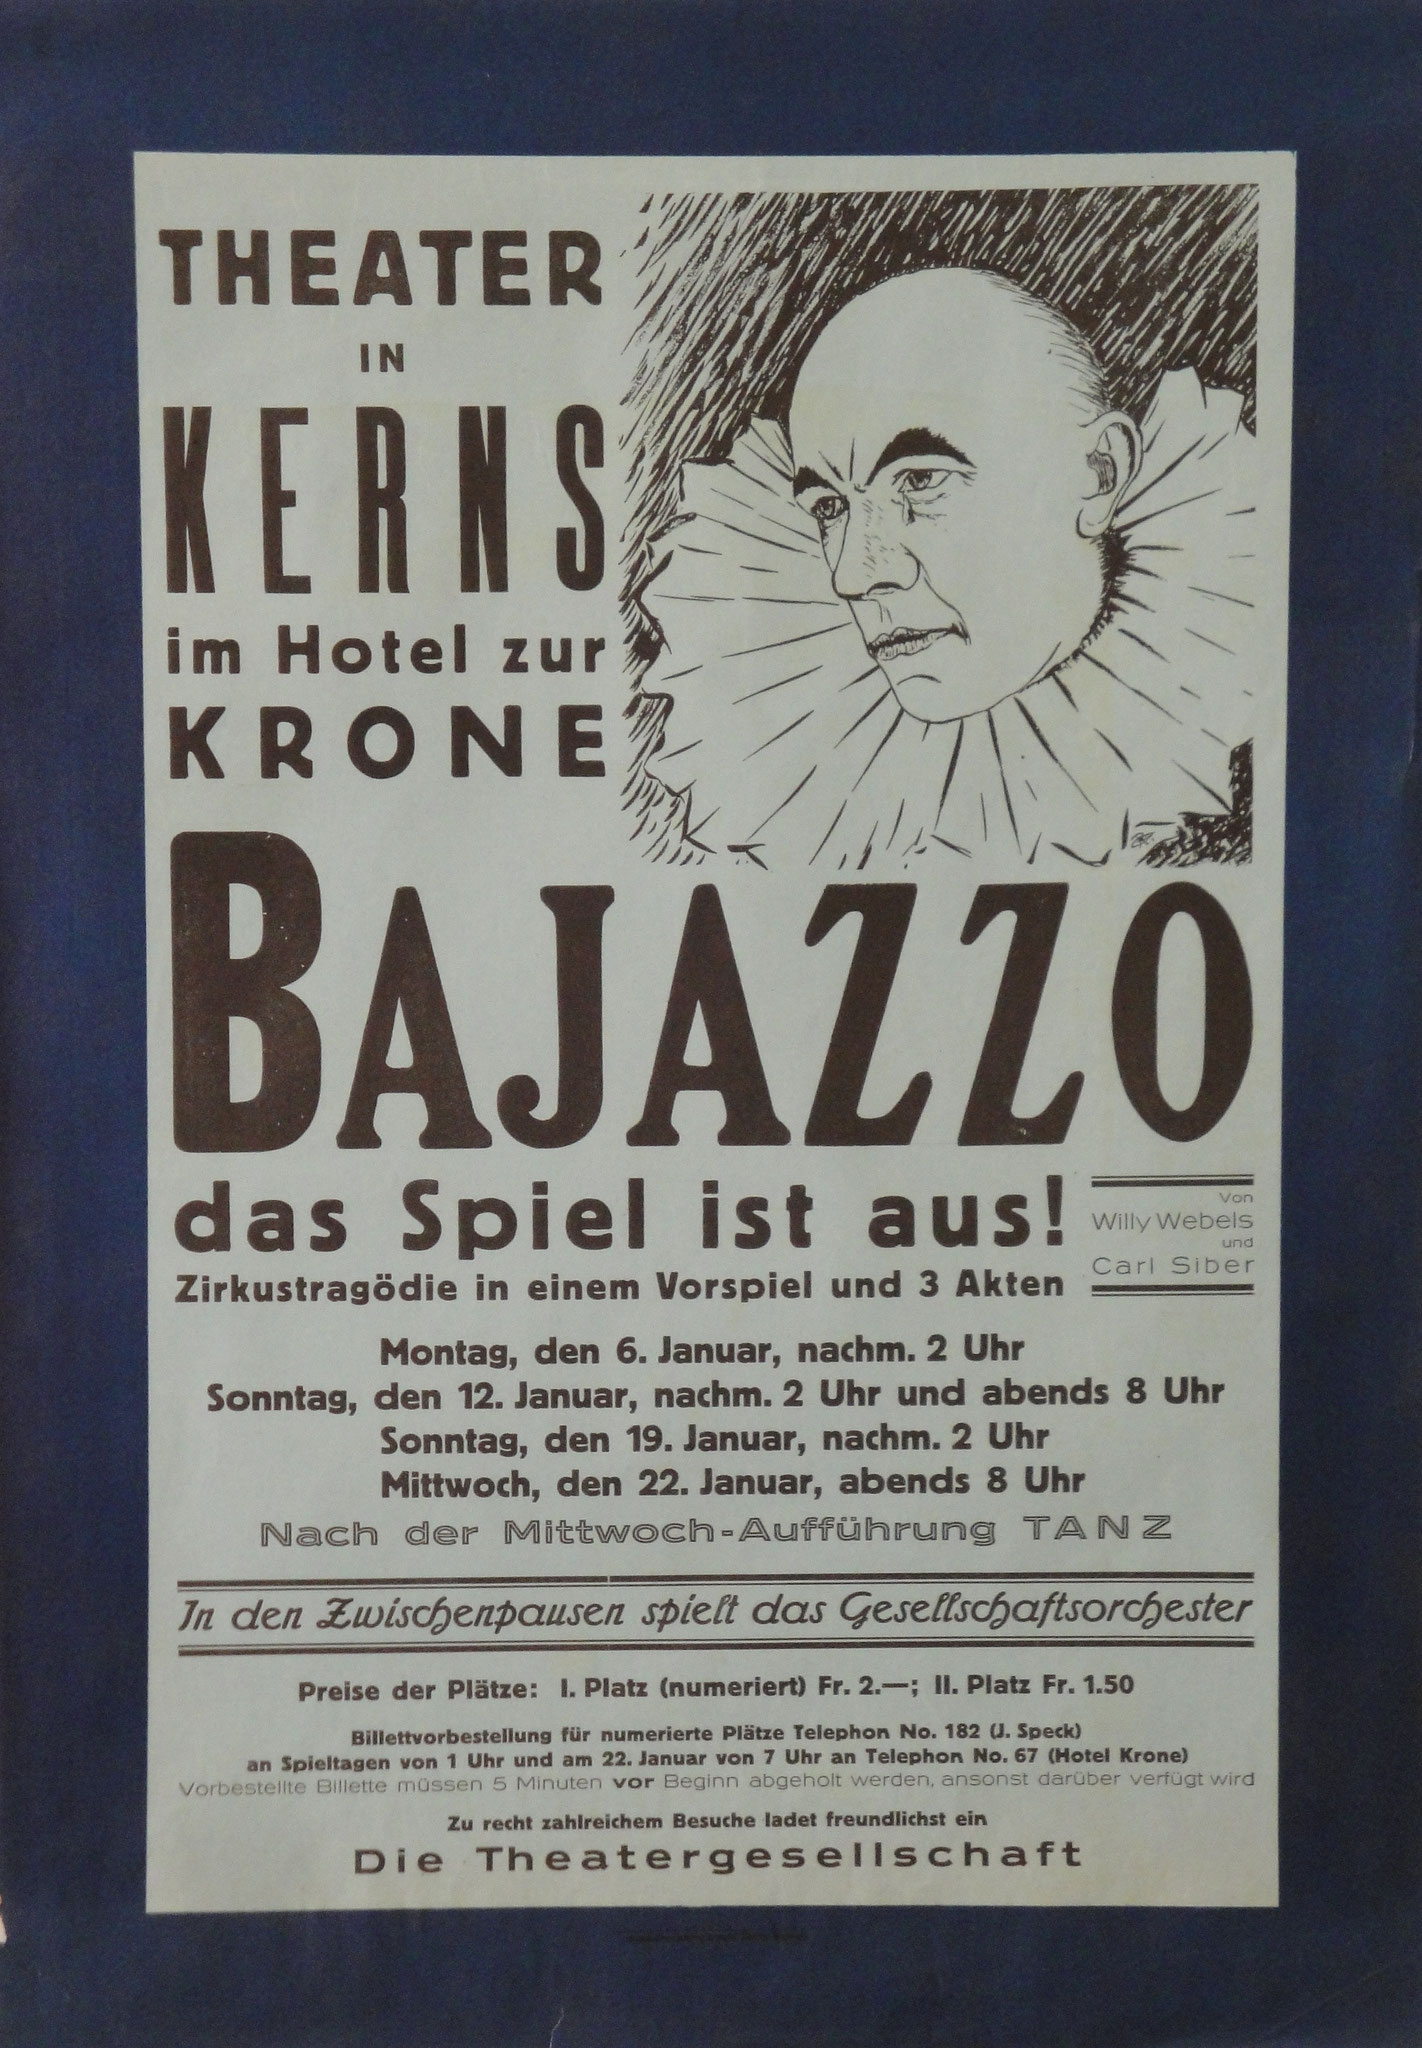 THEATER
IN
KERNS
im Hotel zur
KRONE
BAJAZZO
das Spiel ist aus!
Von
Willy Webels
und
Carl Siber
Zirkustragödie in einem Vorspiel und 3 Akten
Montag, den 6. Januar, nachm. 2 Uhr
Sonntag, den 12. Januar, nachm. 2 Uhr und abends 8 Uhr
Sonntag, den 19. Januar, nachm. 2 Uhr
Mittwoch, den 22. Januar, abends 8 Uhr
Nach der Mittwoch-Aufführung TANZ
In den Zwischenpausen spielt das Gesellschaftsorchester
Preise der Plätze: I. Platz (numeriert) Fr. 2.—; II. Platz Fr. 1.50
Billettvorbestellung für numerierte Plätze Telephon No. 182 (J. Speck)
an Spieltagen von 1 Uhr und am 22. Januar von 7 Uhr an Telephon No. 67 (Hotel Krone)
Vorbestellte Billette müssen 5 Minuten vor Beginn abgeholt werden, ansonst darüber verfügt wird
Zu recht zahlreichem Besuche ladet freundlichst ein
Die Theatergesellschaft